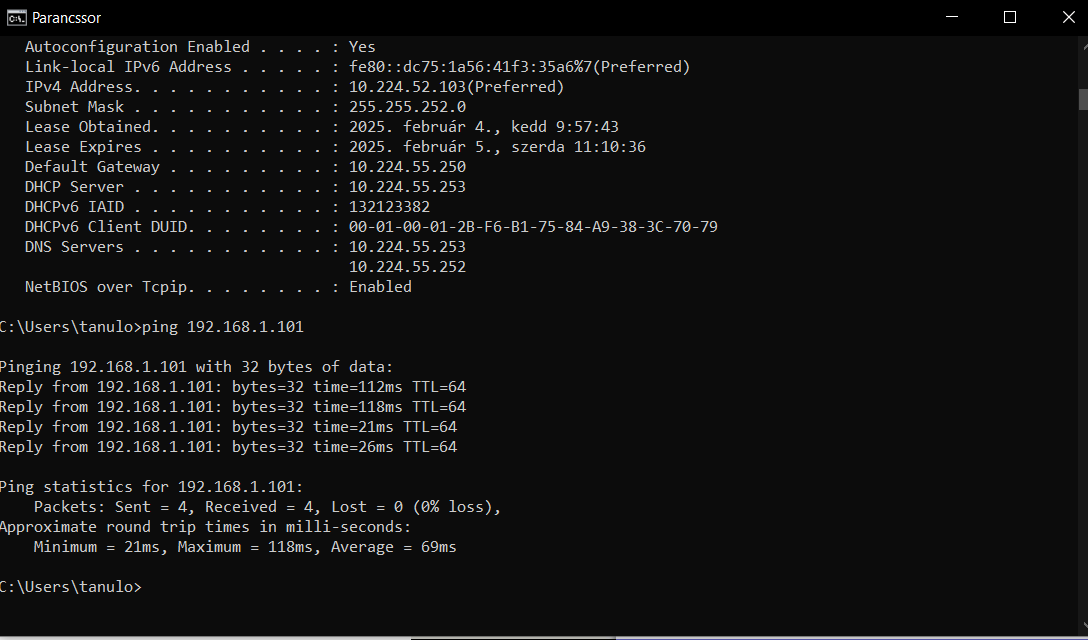 Parancssor
Autoconfiguration Enabled . . . . : Yes
Link-local IPv6 Address . . . . . : fe80::dc75:1a56:41f3:35a6%7(Preferred)
IPv4 Address. . . . . . . . . . . : 10.224.52.103(Preferred)
Subnet Mask . . . . . . . . . . . : 255.255.252.0
Lease Obtained. . . . . . . . . . : 2025. február 4., kedd 9:57:43
Lease Expires . . . . . . . . . . : 2025. február 5., szerda 11:10:36
Default Gateway . . . . . . . . . : 10.224.55.250
DHCP Server . . . . . . . . . . . : 10.224.55.253
DHCPv6 IAID . . . . . . . . . . . : 132123382
DHCPv6 Client DUID. . . . . . . . : 00-01-00-01-2B-F6-B1-75-84-A9-38-3C-70-79
DNS Servers . . . . . . . . . . . : 10.224.55.253
10.224.55.252
NetBIOS over Tcpip. . . . . . . . : Enabled
C:\Users\tanulo>ping 192.168.1.101
Pinging 192.168.1.101 with 32 bytes of data:
Reply from 192.168.1.101: bytes=32 time=112ms TTL=64
Reply from 192.168.1.101: bytes=32 time=118ms TTL=64
Reply from 192.168.1.101: bytes=32 time=21ms TTL=64
Reply from 192.168.1.101: bytes=32 time=26ms TTL=64
Ping statistics for 192.168.1.101:
Packets: Sent = 4, Received = 4, Lost = 0 (0% loss),
Approximate round trip times in milli-seconds:
Minimum = 21ms, Maximum = 118ms, Average = 69ms
C:\Users\tanulo>